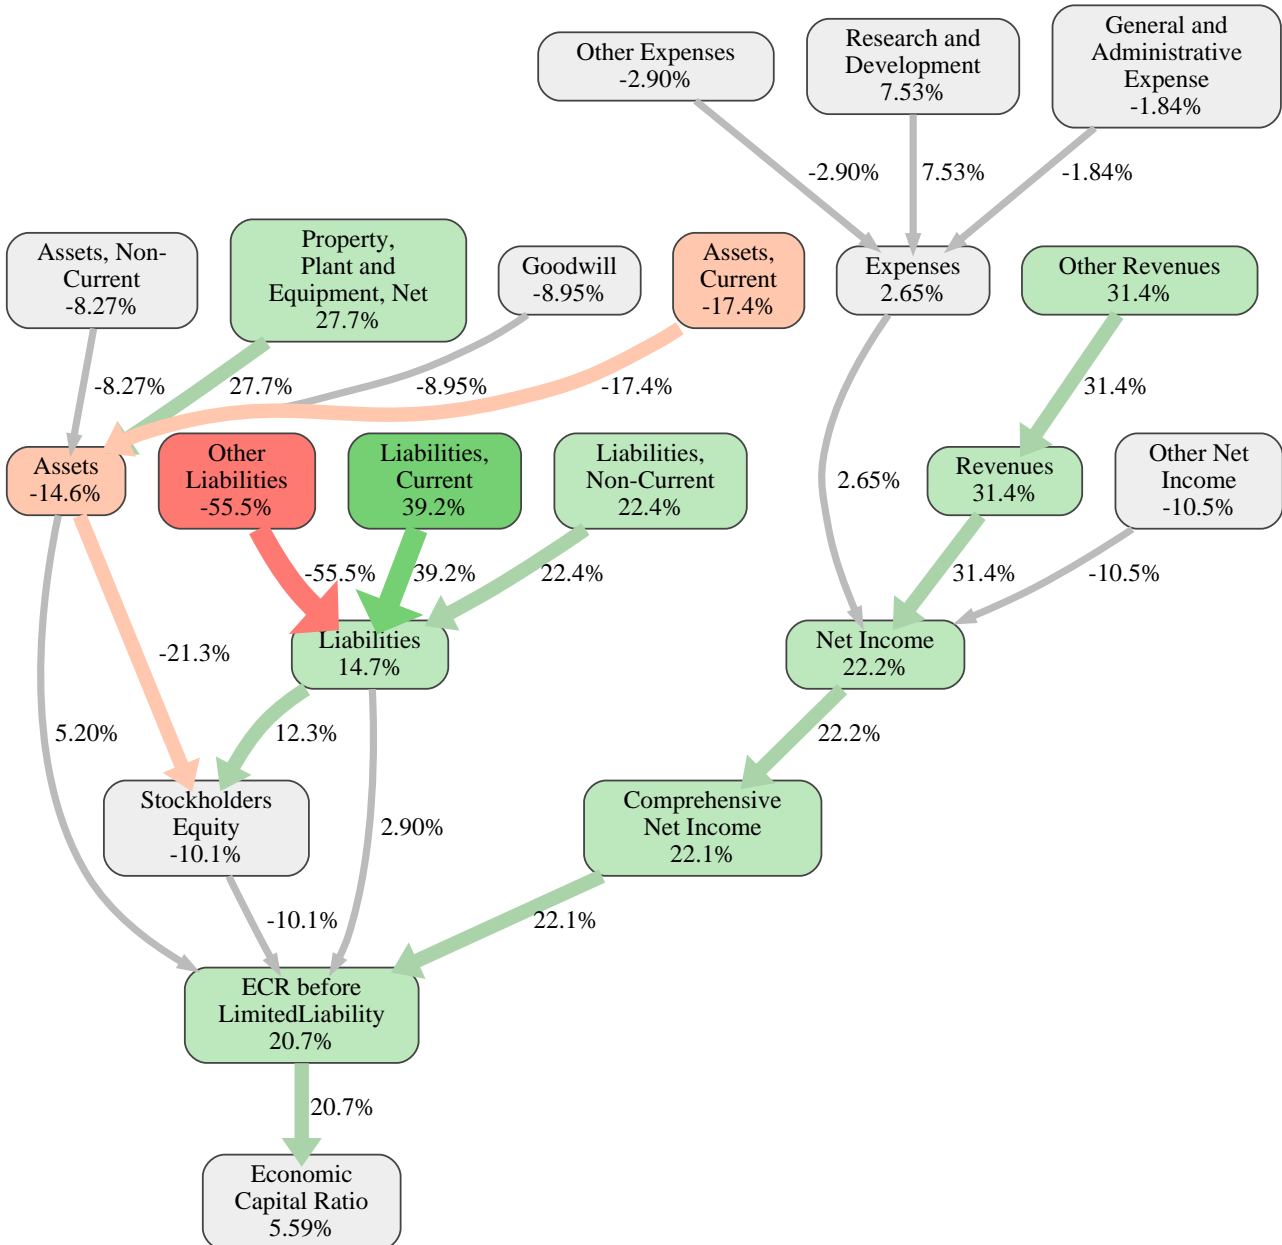 Other Expenses
-2.90%
Research and
Development
7.53%
General and
Administrative
Expense
-1.84%
-2.90%
7.53%
-1.84%
Assets, Non-
Current
-8.27%
Property,
Plant and
Equipment, Net
27.7%
Goodwill
-8.95%
Assets,
Current
-17.4%
Expenses
2.65%
Other Revenues
31.4%
-8.27%
27.7%
-8.95%
-17.4%
31.4%
Assets
-14.6%
Other
Liabilities
-55.5%
Liabilities,
Current
39.2%
Liabilities,
Non-Current
22.4%
2.65%
Revenues
31.4%
Other Net
Income
-10.5%
-55.5%
39.2%
22.4%
31.4%
-10.5%
Liabilities
14.7%
Net Income
22.2%
-21.3%
5.20%
12.3%
22.2%
Stockholders
Equity
-10.1%
2.90%
Comprehensive
Net Income
22.1%
-10.1%
22.1%
ECR before
LimitedLiability
20.7%
20.7%
Economic
Capital Ratio
5.59%